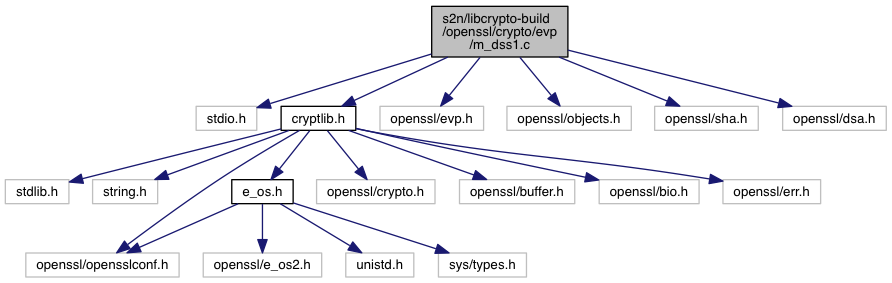 s2n/libcrypto-build
/openssl/crypto/evp
/m_dss1.c
stdio.h
cryptlib.h
openssl/evp.h
openssl/objects.h
openssl/sha.h
openssl/dsa.h
stdlib.h
string.h
e_os.h
openssl/crypto.h
openssl/buffer.h
openssl/bio.h
openssl/err.h
openssl/opensslconf.h
openssl/e_os2.h
unistd.h
sys/types.h